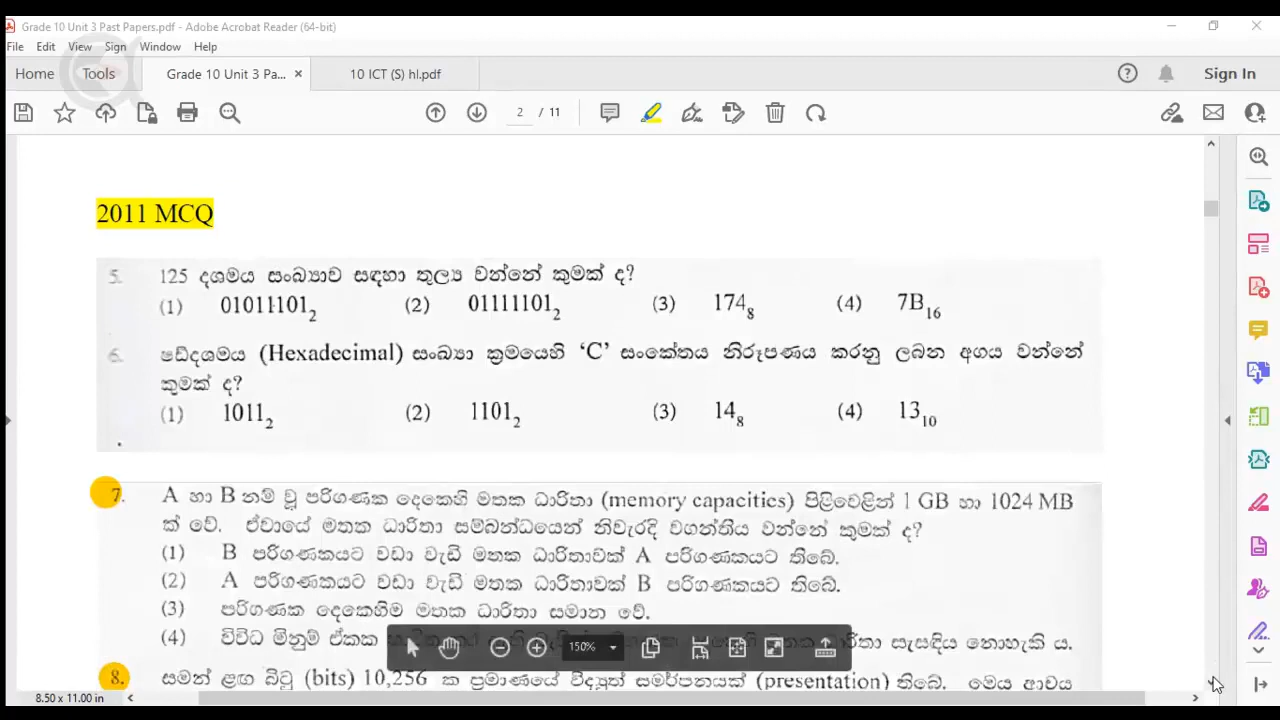 Grade 10 Unit 3 Past Papers.pdf - Adobe Acrobat Reader (64-bit)
File Edit View Sign Window Help
Home Tools Grade 10 Unit 3 Pa... × 10 ICT (S) hl.pdf Sign In
2 / 11
2011 MCQ
5. 125 දශමය සංඛ්‍යාව සඳහා තුල්‍ය වන්නේ කුමක් ද?
(1) 01011101₂ (2) 01111101₂ (3) 174₈ (4) 7B₁₆
6. ෂඩ්දශමය (Hexadecimal) සංඛ්‍යා ක්‍රමයෙහි ‘C’ සංකේතය නිරූපණය කරනු ලබන අගය වන්නේ
කුමක් ද?
(1) 1011₂ (2) 1101₂ (3) 14₈ (4) 13₁₀
7. A හා B නම් වූ පරිගණක දෙකෙහි මතක ධාරිතා (memory capacities) පිළිවෙළින් 1 GB හා 1024 MB
ක් වේ. ඒවායේ මතක ධාරිතා සම්බන්ධයෙන් නිවැරදි වගන්තිය වන්නේ කුමක් ද?
(1) B පරිගණකයට වඩා වැඩි මතක ධාරිතාවක් A පරිගණකයට තිබේ.
(2) A පරිගණකයට වඩා වැඩි මතක ධාරිතාවක් B පරිගණකයට තිබේ.
(3) පරිගණක දෙකෙහිම මතක ධාරිතා සමාන වේ.
(4) විවිධ මිනුම් ඒකක ධාරිතා සැසඳිය නොහැකි ය.
150%
8. සමන් ළඟ බිටු (bits) 10,256 ක ප්‍රමාණයේ විද්‍යුත් සමර්පනයක් (presentation) තිබේ. මෙය ආචය
8.50 x 11.00 in